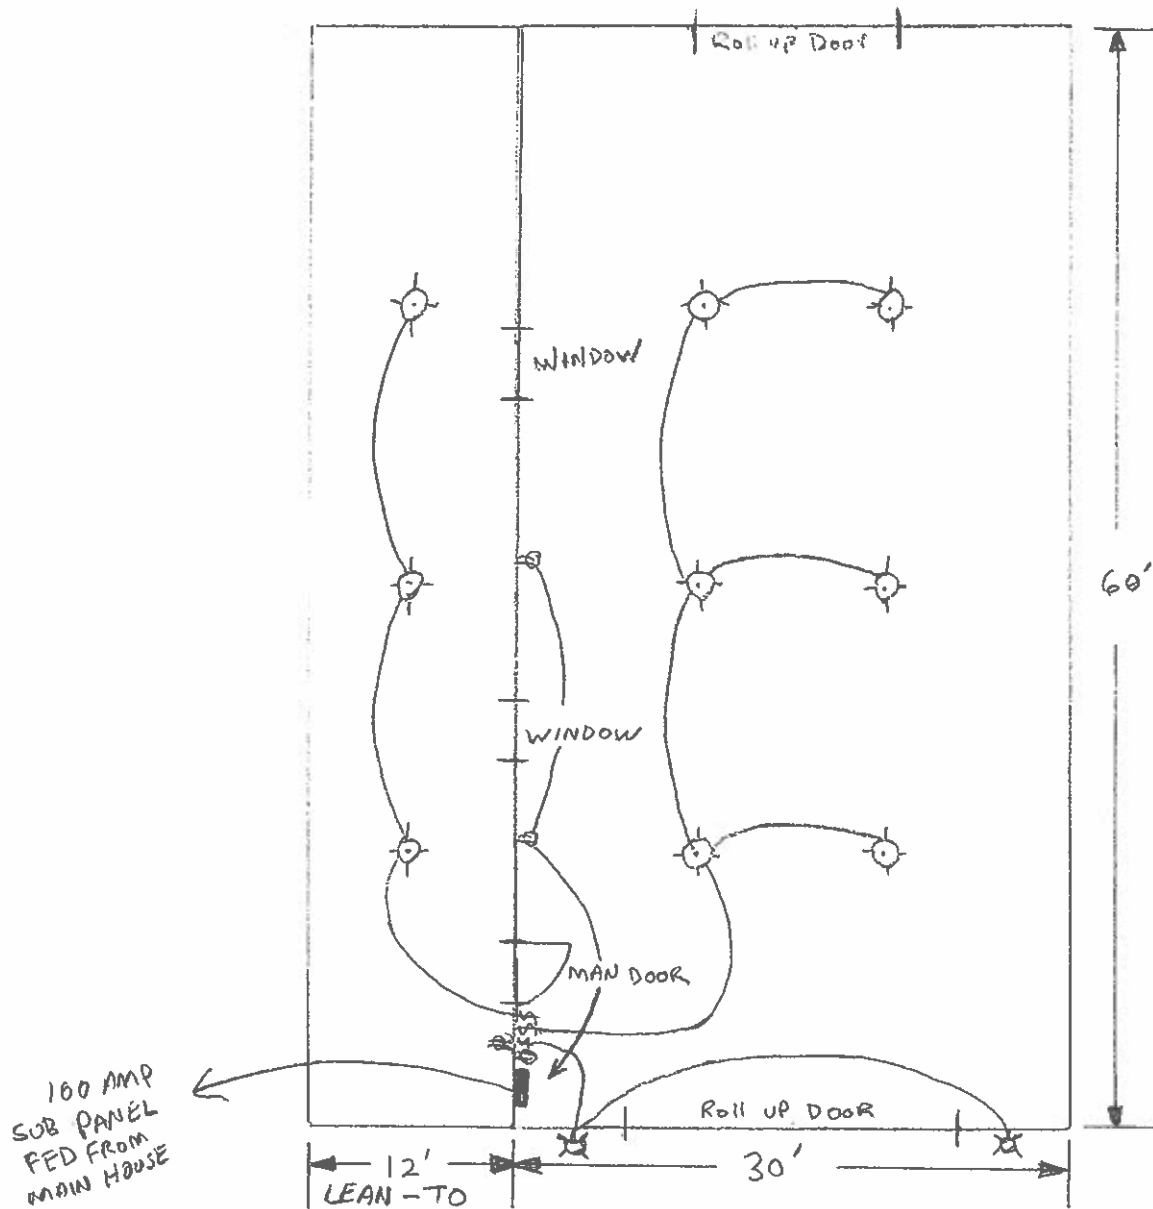 Roll up Door
WINDOW
60'
WINDOW
MAN DOOR
SSS
100 AMP
SUB PANEL
FED FROM
MAIN HOUSE
Roll UP DOOR
12'
LEAN-TO
30'